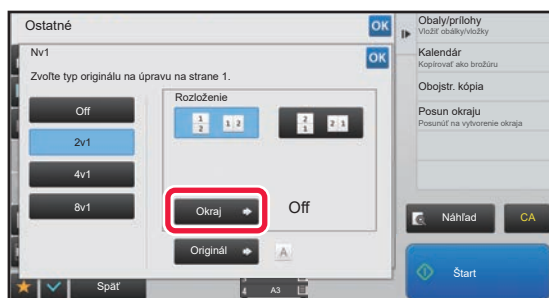 Ostatné
OK
Nv1
OK
Zvoľte typ originálu na úpravu na strane 1.
Off
2v1
4v1
8v1
Rozloženie
1
2
1 2
2
1
2 1
Okraj
Off
Originál
A
Späť
A3
Obaly/prílohy
Vložiť obálky/vložky
Kalendár
Kopírovať ako brožúru
Obojstr. kópia
Posun okraju
Posunúť na vytvorenie okraja
Náhľad
CA
Štart